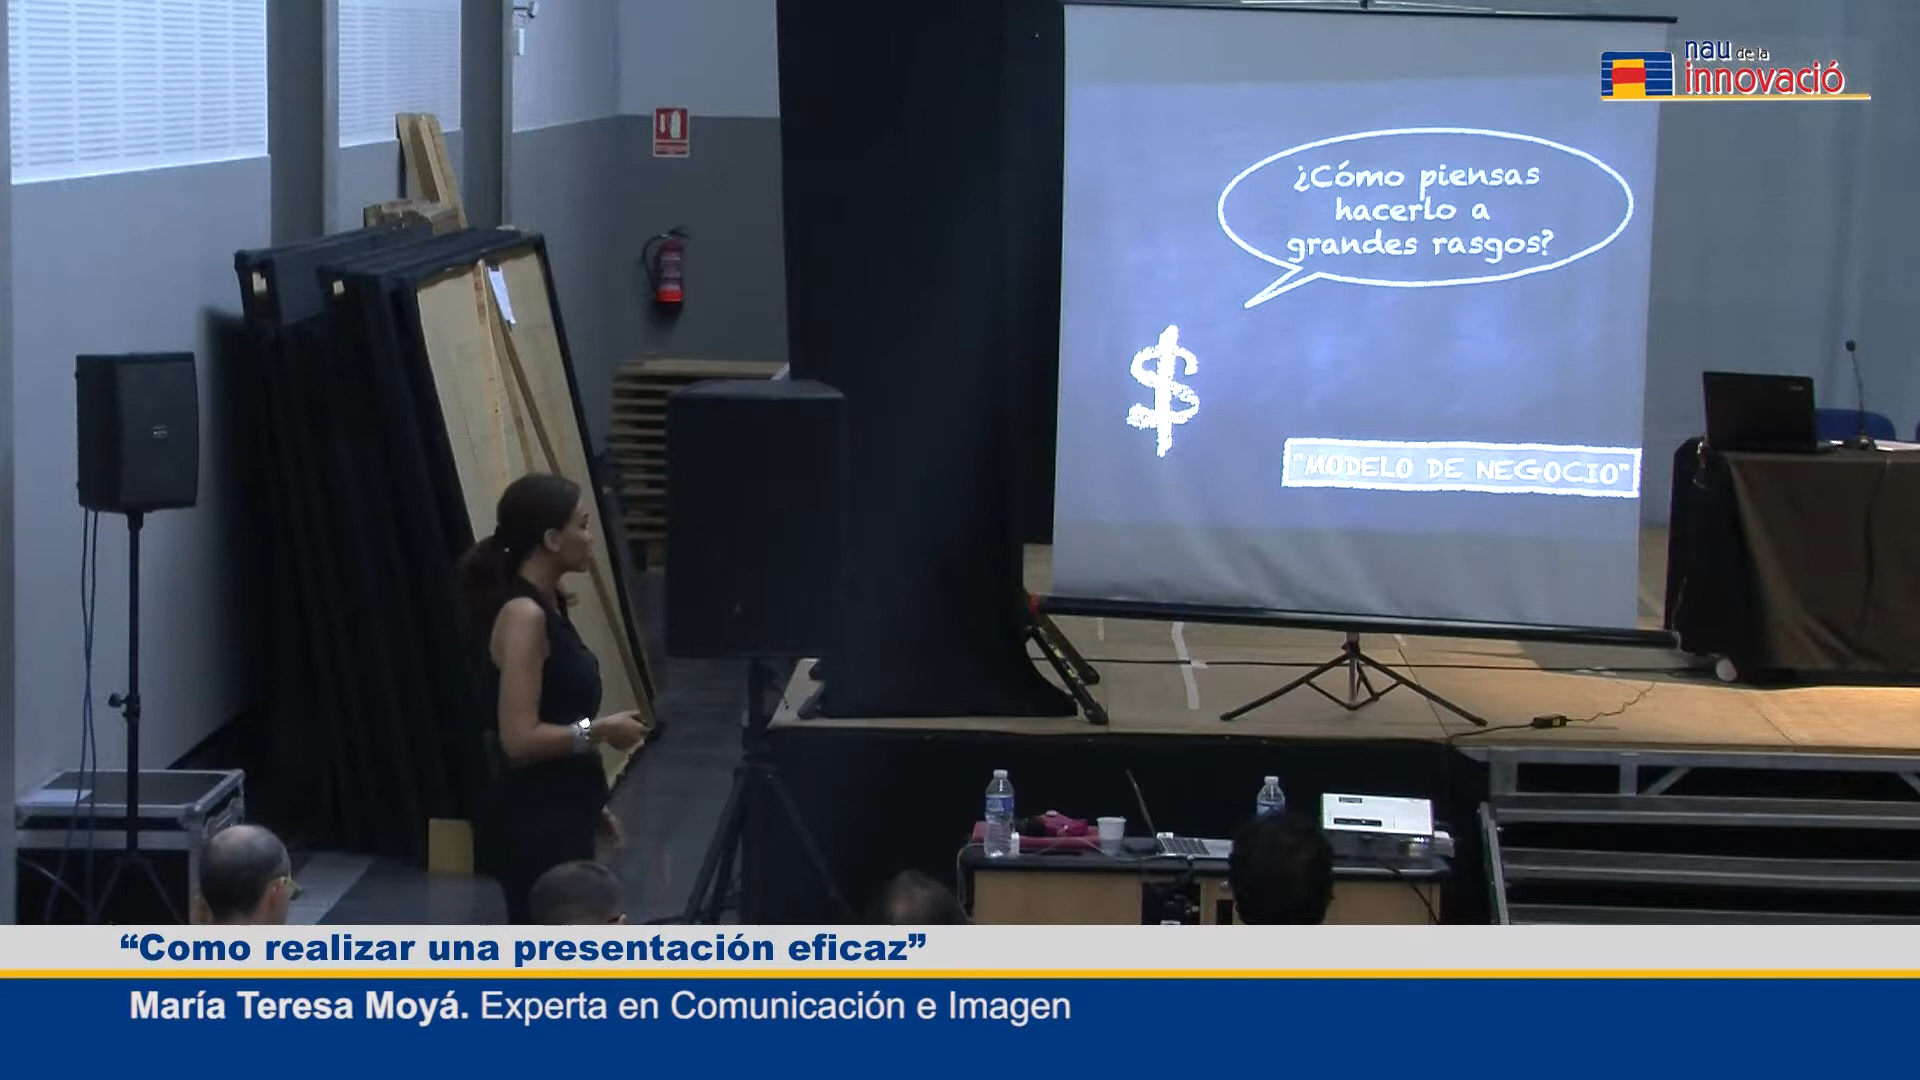 nau de la
innovació
¿Cómo piensas
hacerlo a
grandes rasgos?
$
"MODELO DE NEGOCIO"
“Como realizar una presentación eficaz”
María Teresa Moyá. Experta en Comunicación e Imagen